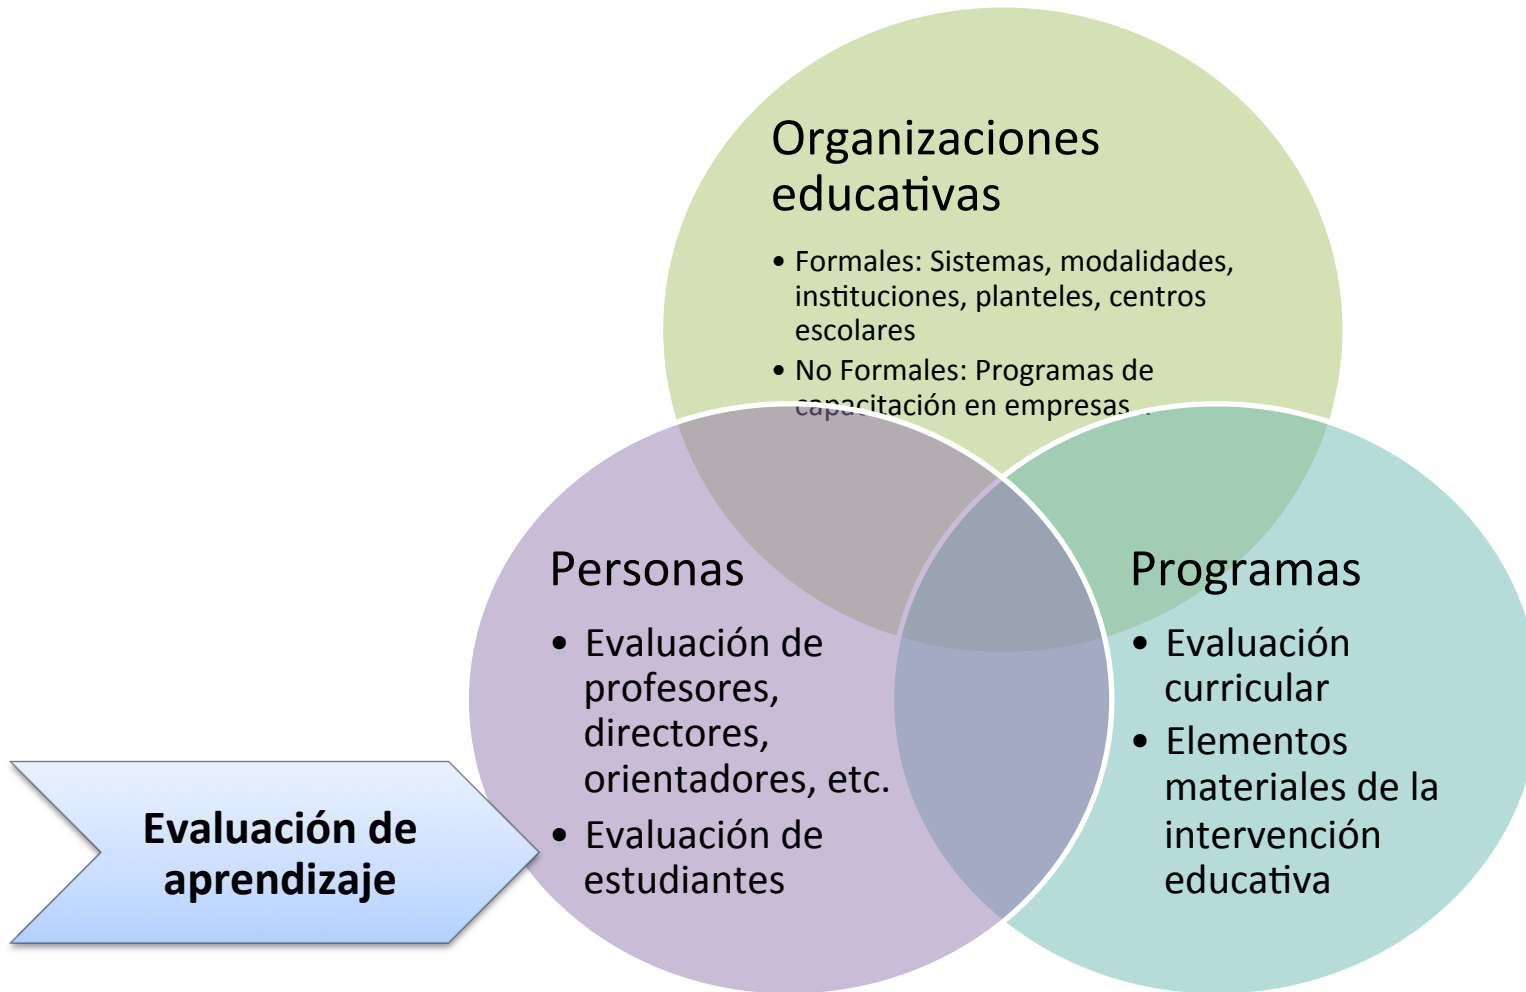 Organizaciones
educativas
• Formales: Sistemas, modalidades,
instituciones, planteles, centros
escolares
• No Formales: Programas de
capacitación en empresas..
Personas
• Evaluación de
profesores,
directores,
orientadores, etc.
• Evaluación de
estudiantes
Programas
• Evaluación
curricular
• Elementos
materiales de la
intervención
educativa
Evaluación de
aprendizaje